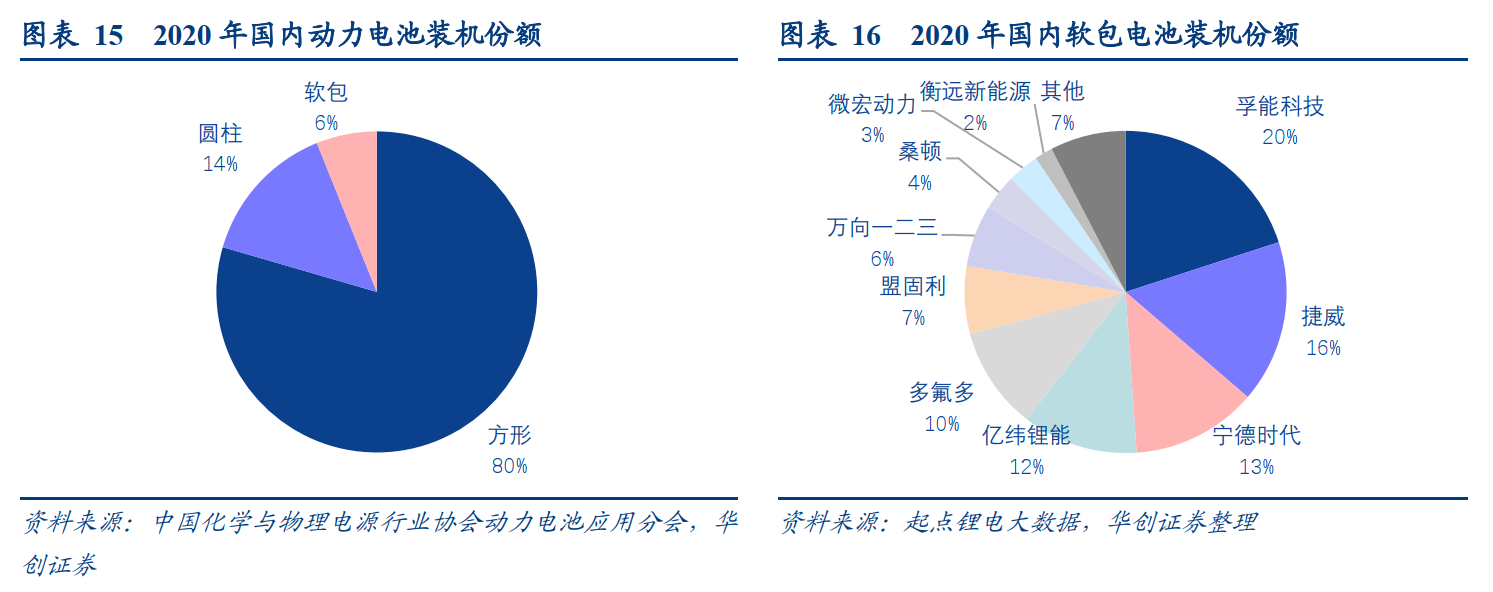 图表 15 2020 年国内动力电池装机份额
软包
6%
圆柱
14%
方形
80%
资料来源：中国化学与物理电源行业协会动力电池应用分会，华
创证券
图表 16 2020 年国内软包电池装机份额
孚能科技
20%
捷威
16%
宁德时代
13%
亿纬锂能
12%
多氟多
10%
盟固利
7%
万向一二三
6%
桑顿
4%
微宏动力
3%
衡远新能源
2%
其他
7%
资料来源：起点锂电大数据，华创证券整理